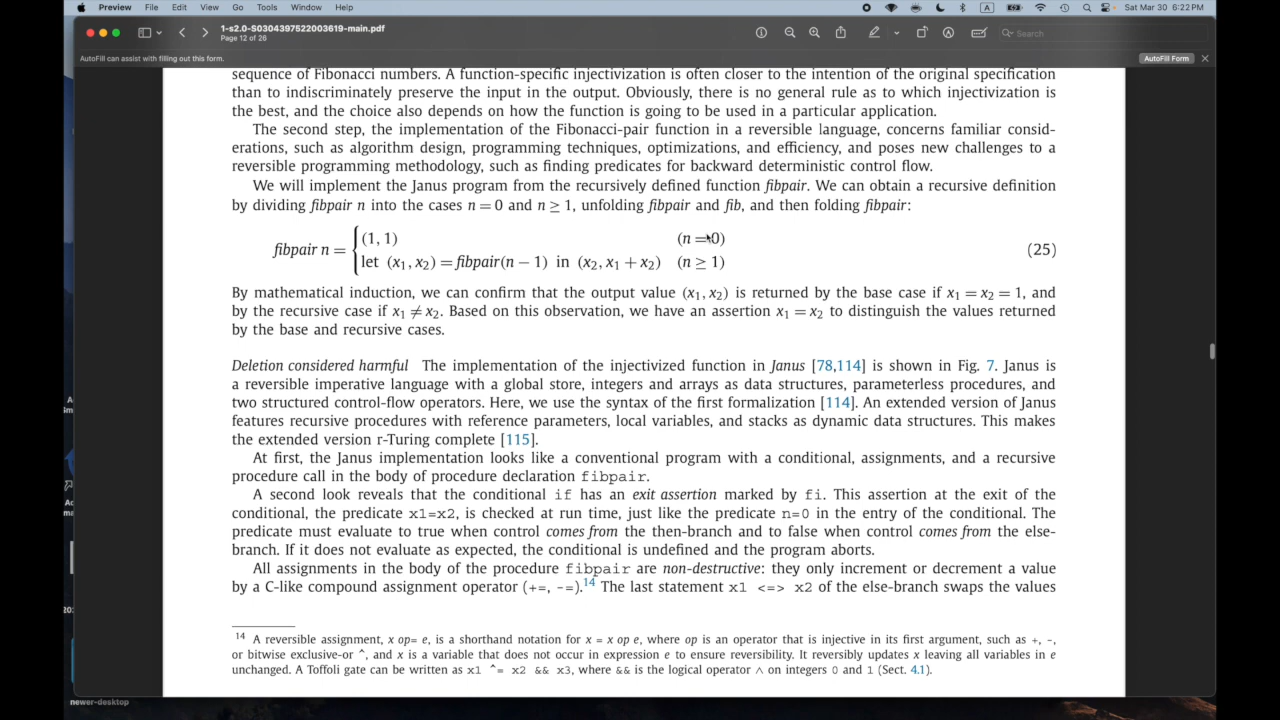 Preview File Edit View Go Tools Window Help A Sat Mar 30 6:22 PM
1-s2.0-S0304397522003619-main.pdf
Page 12 of 26
Search
AutoFill can assist with filling out this form. AutoFill Form
sequence of Fibonacci numbers. A function-specific injectivization is often closer to the intention of the original specification
than to indiscriminately preserve the input in the output. Obviously, there is no general rule as to which injectivization is
the best, and the choice also depends on how the function is going to be used in a particular application.
The second step, the implementation of the Fibonacci-pair function in a reversible language, concerns familiar consid-
erations, such as algorithm design, programming techniques, optimizations, and efficiency, and poses new challenges to a
reversible programming methodology, such as finding predicates for backward deterministic control flow.
We will implement the Janus program from the recursively defined function fibpair. We can obtain a recursive definition
by dividing fibpair n into the cases n = 0 and n ≥ 1, unfolding fibpair and fib, and then folding fibpair:
fibpair n = { (1, 1) (n = 0)
let (x₁, x₂) = fibpair(n − 1) in (x₂, x₁ + x₂) (n ≥ 1) (25)
By mathematical induction, we can confirm that the output value (x₁, x₂) is returned by the base case if x₁ = x₂ = 1, and
by the recursive case if x₁ ≠ x₂. Based on this observation, we have an assertion x₁ = x₂ to distinguish the values returned
by the base and recursive cases.
Deletion considered harmful The implementation of the injectivized function in Janus [78,114] is shown in Fig. 7. Janus is
a reversible imperative language with a global store, integers and arrays as data structures, parameterless procedures, and
two structured control-flow operators. Here, we use the syntax of the first formalization [114]. An extended version of Janus
features recursive procedures with reference parameters, local variables, and stacks as dynamic data structures. This makes
the extended version r-Turing complete [115].
At first, the Janus implementation looks like a conventional program with a conditional, assignments, and a recursive
procedure call in the body of procedure declaration fibpair.
A second look reveals that the conditional if has an exit assertion marked by fi. This assertion at the exit of the
conditional, the predicate x1=x2, is checked at run time, just like the predicate n=0 in the entry of the conditional. The
predicate must evaluate to true when control comes from the then-branch and to false when control comes from the else-
branch. If it does not evaluate as expected, the conditional is undefined and the program aborts.
All assignments in the body of the procedure fibpair are non-destructive: they only increment or decrement a value
by a C-like compound assignment operator (+=, -=).¹⁴ The last statement x1 <=> x2 of the else-branch swaps the values
¹⁴ A reversible assignment, x op= e, is a shorthand notation for x = x op e, where op is an operator that is injective in its first argument, such as +, -,
or bitwise exclusive-or ^, and x is a variable that does not occur in expression e to ensure reversibility. It reversibly updates x leaving all variables in e
unchanged. A Toffoli gate can be written as x1 ^= x2 && x3, where && is the logical operator ∧ on integers 0 and 1 (Sect. 4.1).
newer-desktop